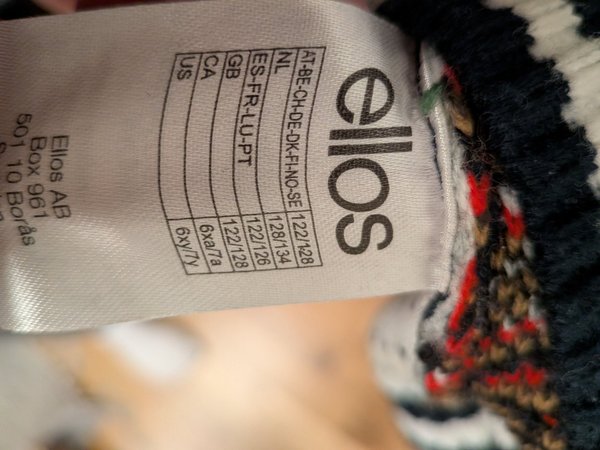 ellos
AT-BE-CH-DE-DK-FI-NO-SE 122/128
NL 128/134
ES-FR-LU-PT 122/126
GB 122/128
CA 6xa/7a
US 6xy/7y
Ellos AB
Box 961
501 10 Borås